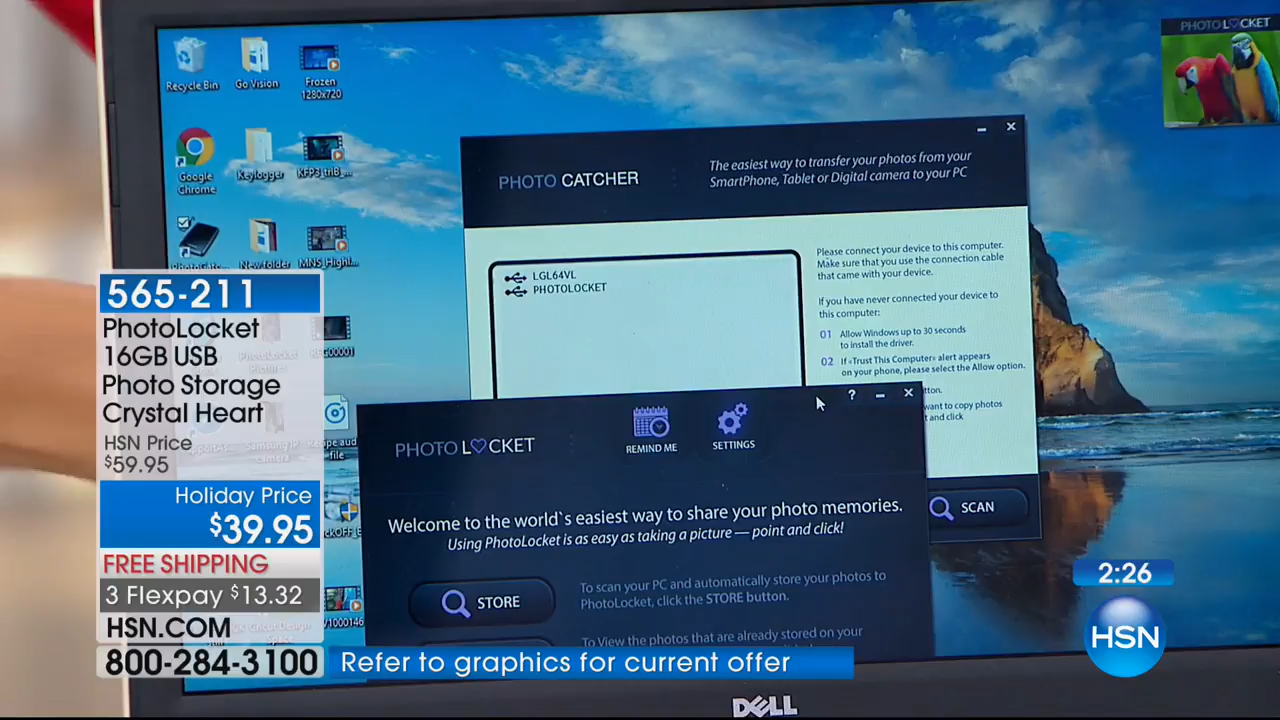 Recycle Bin
Go Vision
Frozen
1280x720
Google
Chrome
Keylogger
KFP3_triB_...
New folder
MNS_Highl...
REC00001
PHOTO LOCKET
PHOTO CATCHER
The easiest way to transfer your photos from your
SmartPhone, Tablet or Digital camera to your PC
LGL64VL
PHOTOLOCKET
Please connect your device to this computer.
Make sure that you use the connection cable
that came with your device.
If you have never connected your device to
this computer:
01 Allow Windows up to 30 seconds
to install the driver.
02 If «Trust This Computer» alert appears
on your phone, please select the Allow option.
want to copy photos
t and click
SCAN
PHOTO LOCKET
REMIND ME
SETTINGS
?
Welcome to the world`s easiest way to share your photo memories.
Using PhotoLocket is as easy as taking a picture — point and click!
STORE
To scan your PC and automatically store your photos to
PhotoLocket, click the STORE button.
To View the photos that are already stored on your
DELL
565-211
PhotoLocket
16GB USB
Photo Storage
Crystal Heart
HSN Price
$59.95
Holiday Price
$39.95
FREE SHIPPING
3 Flexpay $13.32
HSN.COM
800-284-3100
Refer to graphics for current offer
2:26
HSN